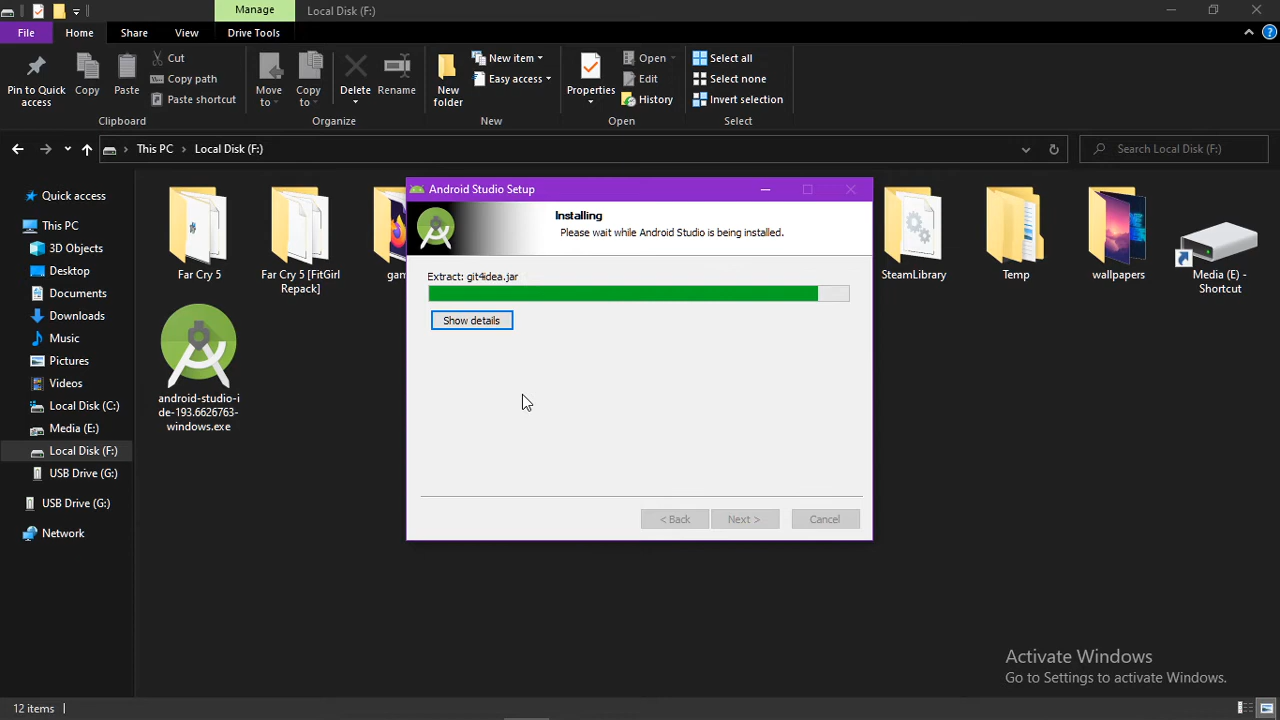 Manage
Local Disk (F:)
File
Home
Share
View
Drive Tools
Pin to Quick
access
Copy
Paste
Cut
Copy path
Paste shortcut
Clipboard
Move
to
Copy
to
Delete
Rename
Organize
New
folder
New item
Easy access
New
Properties
Open
Edit
History
Open
Select all
Select none
Invert selection
Select
This PC > Local Disk (F:)
Search Local Disk (F:)
Quick access
This PC
3D Objects
Desktop
Documents
Downloads
Music
Pictures
Videos
Local Disk (C:)
Media (E:)
Local Disk (F:)
USB Drive (G:)
USB Drive (G:)
Network
Far Cry 5
Far Cry 5 [FitGirl
Repack]
gan
SteamLibrary
Temp
wallpapers
Media (E) -
Shortcut
android-studio-i
de-193.6626763-
windows.exe
Android Studio Setup
Installing
Please wait while Android Studio is being installed.
Extract: git4idea.jar
Show details
< Back
Next >
Cancel
Activate Windows
Go to Settings to activate Windows.
12 items